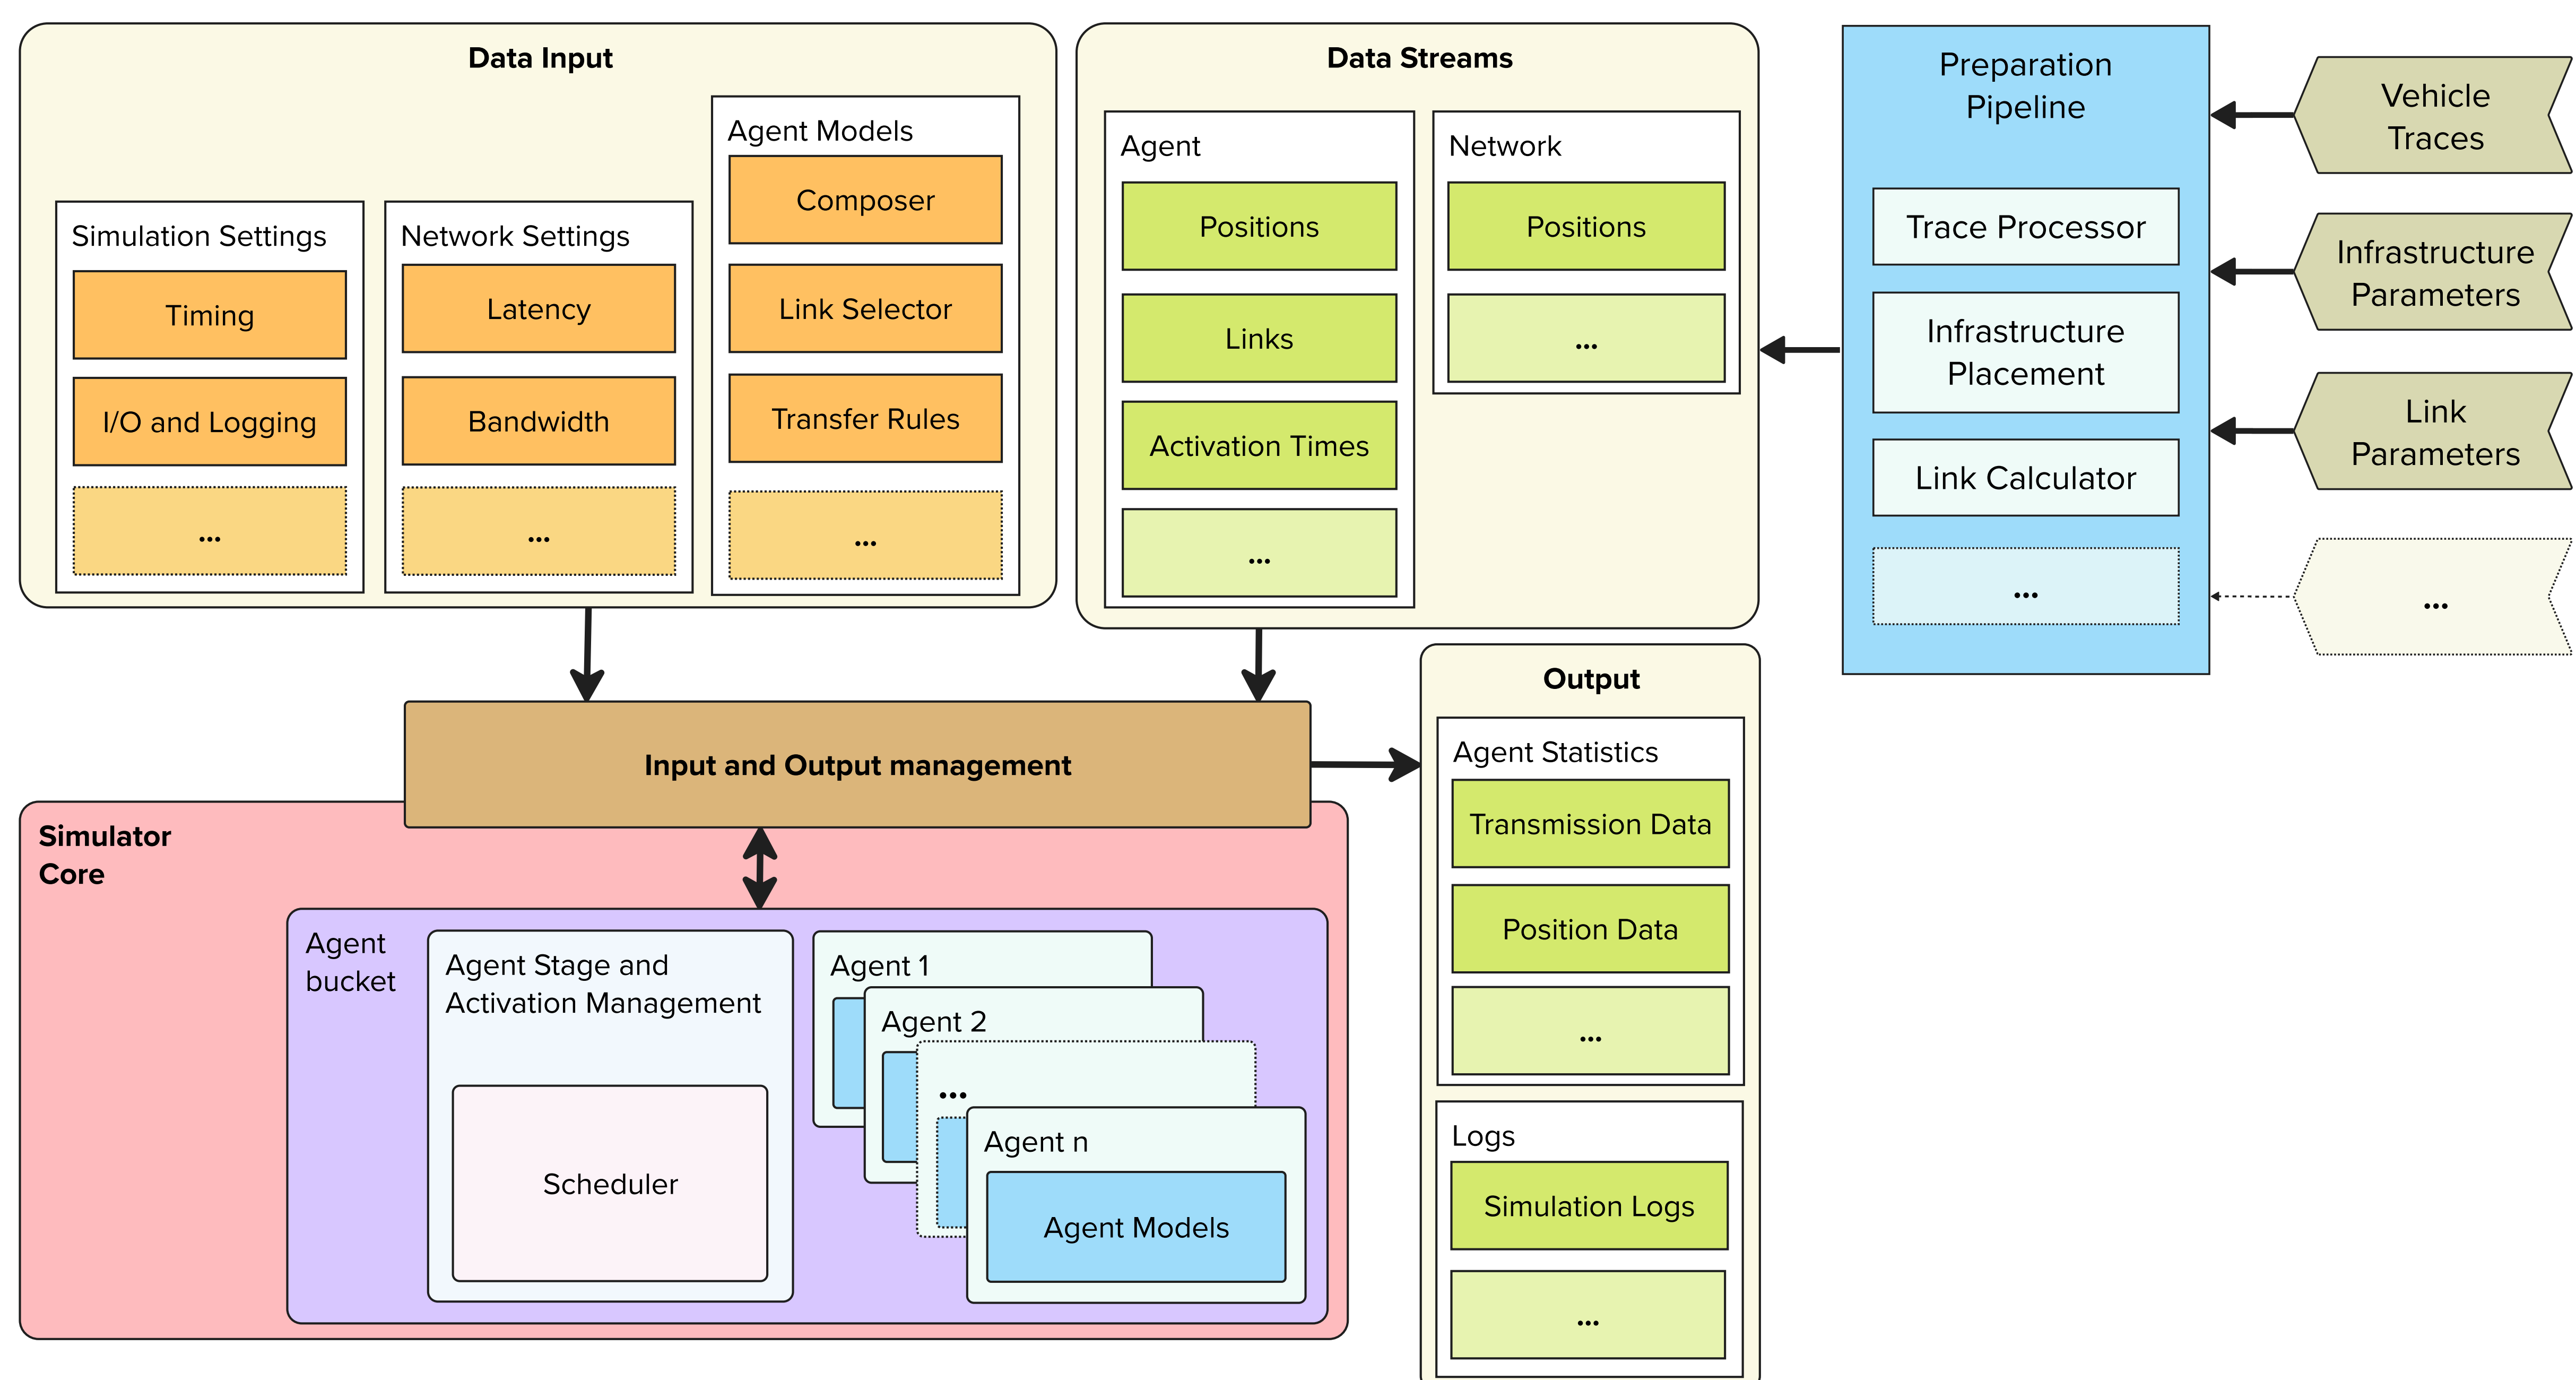 Data Input
Simulation Settings
Timing
I/O and Logging
...
Network Settings
Latency
Bandwidth
...
Agent Models
Composer
Link Selector
Transfer Rules
...
Data Streams
Agent
Positions
Links
Activation Times
...
Network
Positions
...
Preparation
Pipeline
Trace Processor
Infrastructure
Placement
Link Calculator
...
Vehicle
Traces
Infrastructure
Parameters
Link
Parameters
...
Input and Output management
Simulator
Core
Agent
bucket
Agent Stage and
Activation Management
Scheduler
Agent 1
Agent 2
...
Agent n
Agent Models
Output
Agent Statistics
Transmission Data
Position Data
...
Logs
Simulation Logs
...